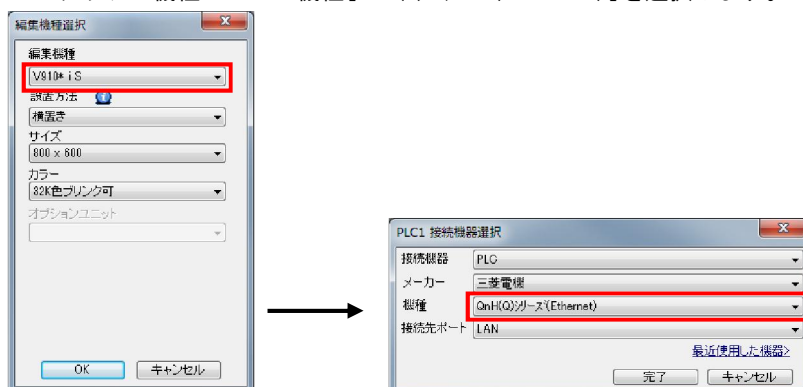 編集機種選択
編集機種
V910* iS
設置方法
横置き
サイズ
800 x 600
カラー
32K色ブリンク可
オプションユニット
OK
キャンセル
PLC1 接続機器選択
接続機器
PLC
メーカー
三菱電機
機種
QnH(Q)シリーズ(Ethernet)
接続先ポート
LAN
最近使用した機器>
完了
キャンセル